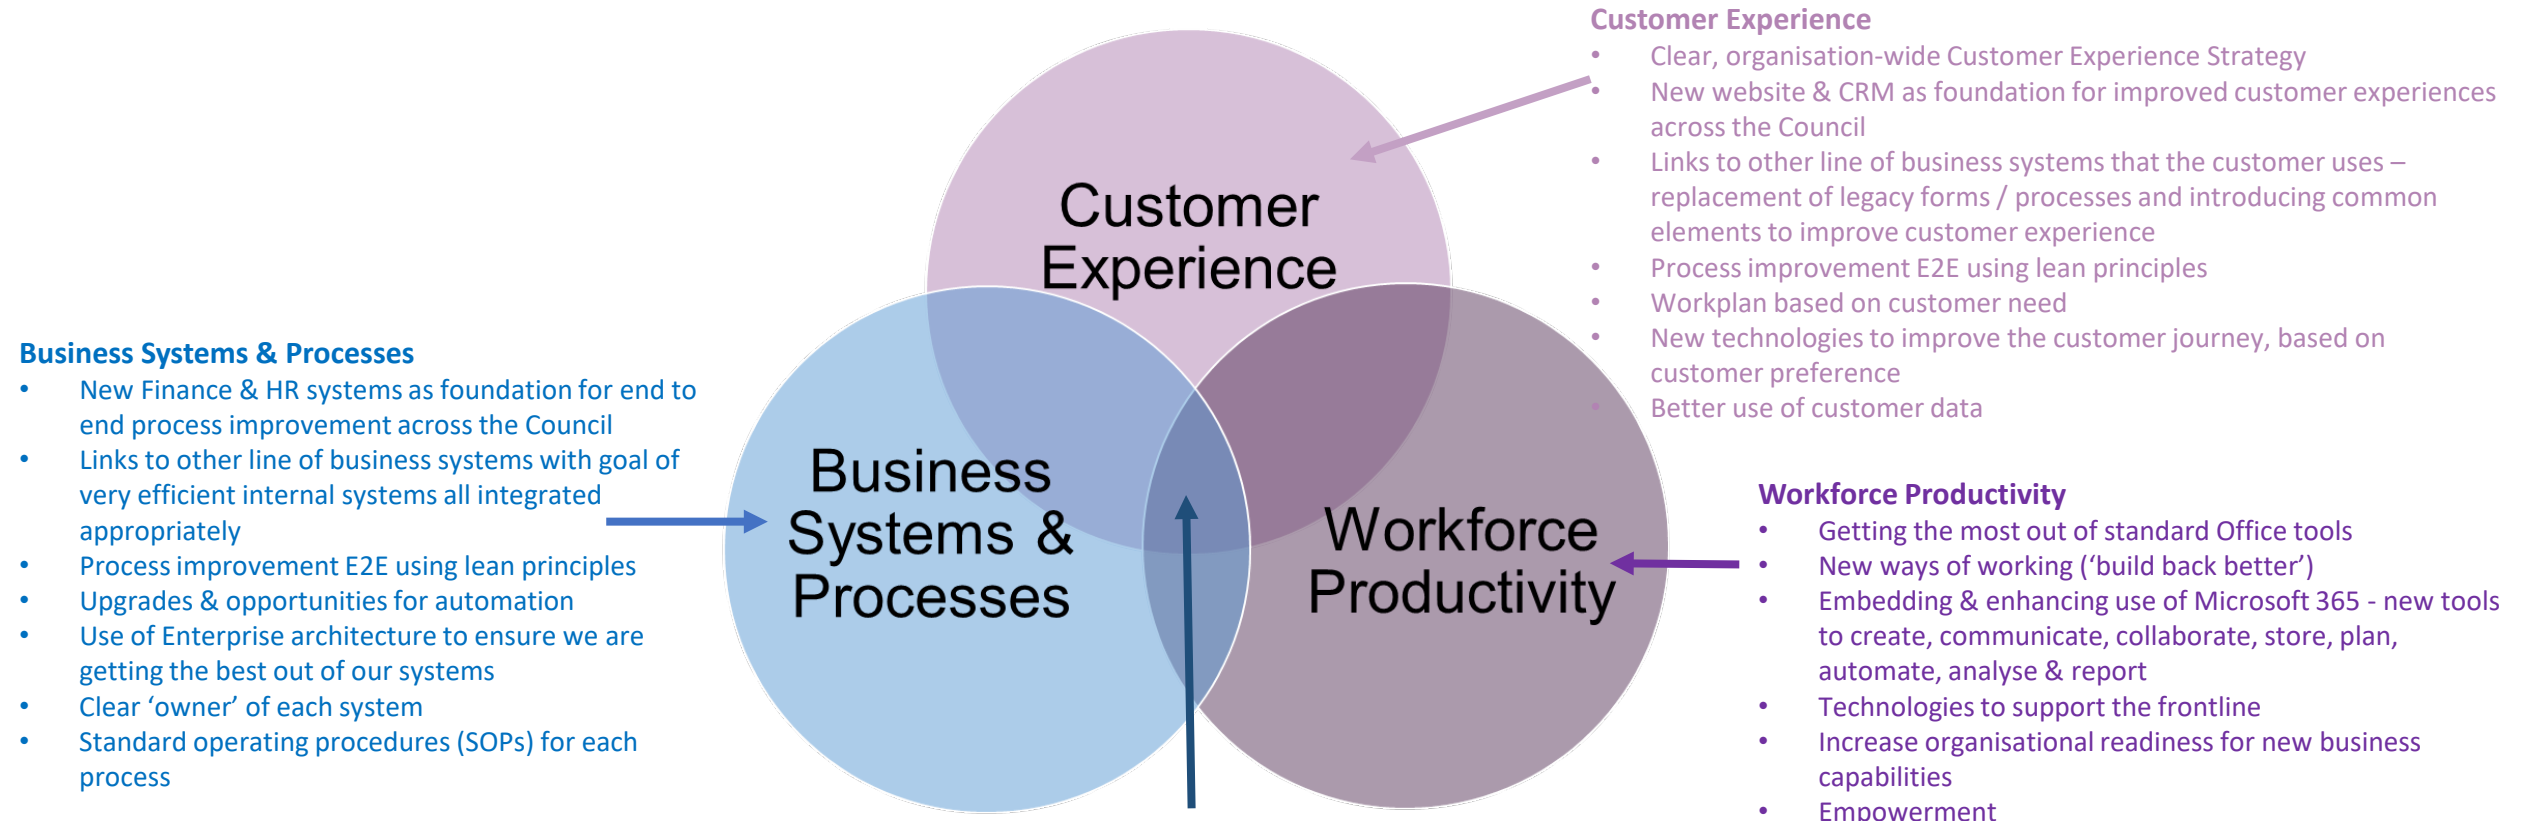 Customer Experience
• Clear, organisation-wide Customer Experience Strategy
• New website & CRM as foundation for improved customer experiences
across the Council
• Links to other line of business systems that the customer uses –
replacement of legacy forms / processes and introducing common
elements to improve customer experience
• Process improvement E2E using lean principles
• Workplan based on customer need
• New technologies to improve the customer journey, based on
customer preference
• Better use of customer data
Customer
Experience
Business Systems & Processes
• New Finance & HR systems as foundation for end to
end process improvement across the Council
• Links to other line of business systems with goal of
very efficient internal systems all integrated
appropriately
• Process improvement E2E using lean principles
• Upgrades & opportunities for automation
• Use of Enterprise architecture to ensure we are
getting the best out of our systems
• Clear ‘owner’ of each system
• Standard operating procedures (SOPs) for each
process
Business
Systems &
Processes
Workforce
Productivity
Workforce Productivity
• Getting the most out of standard Office tools
• New ways of working (‘build back better’)
• Embedding & enhancing use of Microsoft 365 - new tools
to create, communicate, collaborate, store, plan,
automate, analyse & report
• Technologies to support the frontline
• Increase organisational readiness for new business
capabilities
• Empowerment